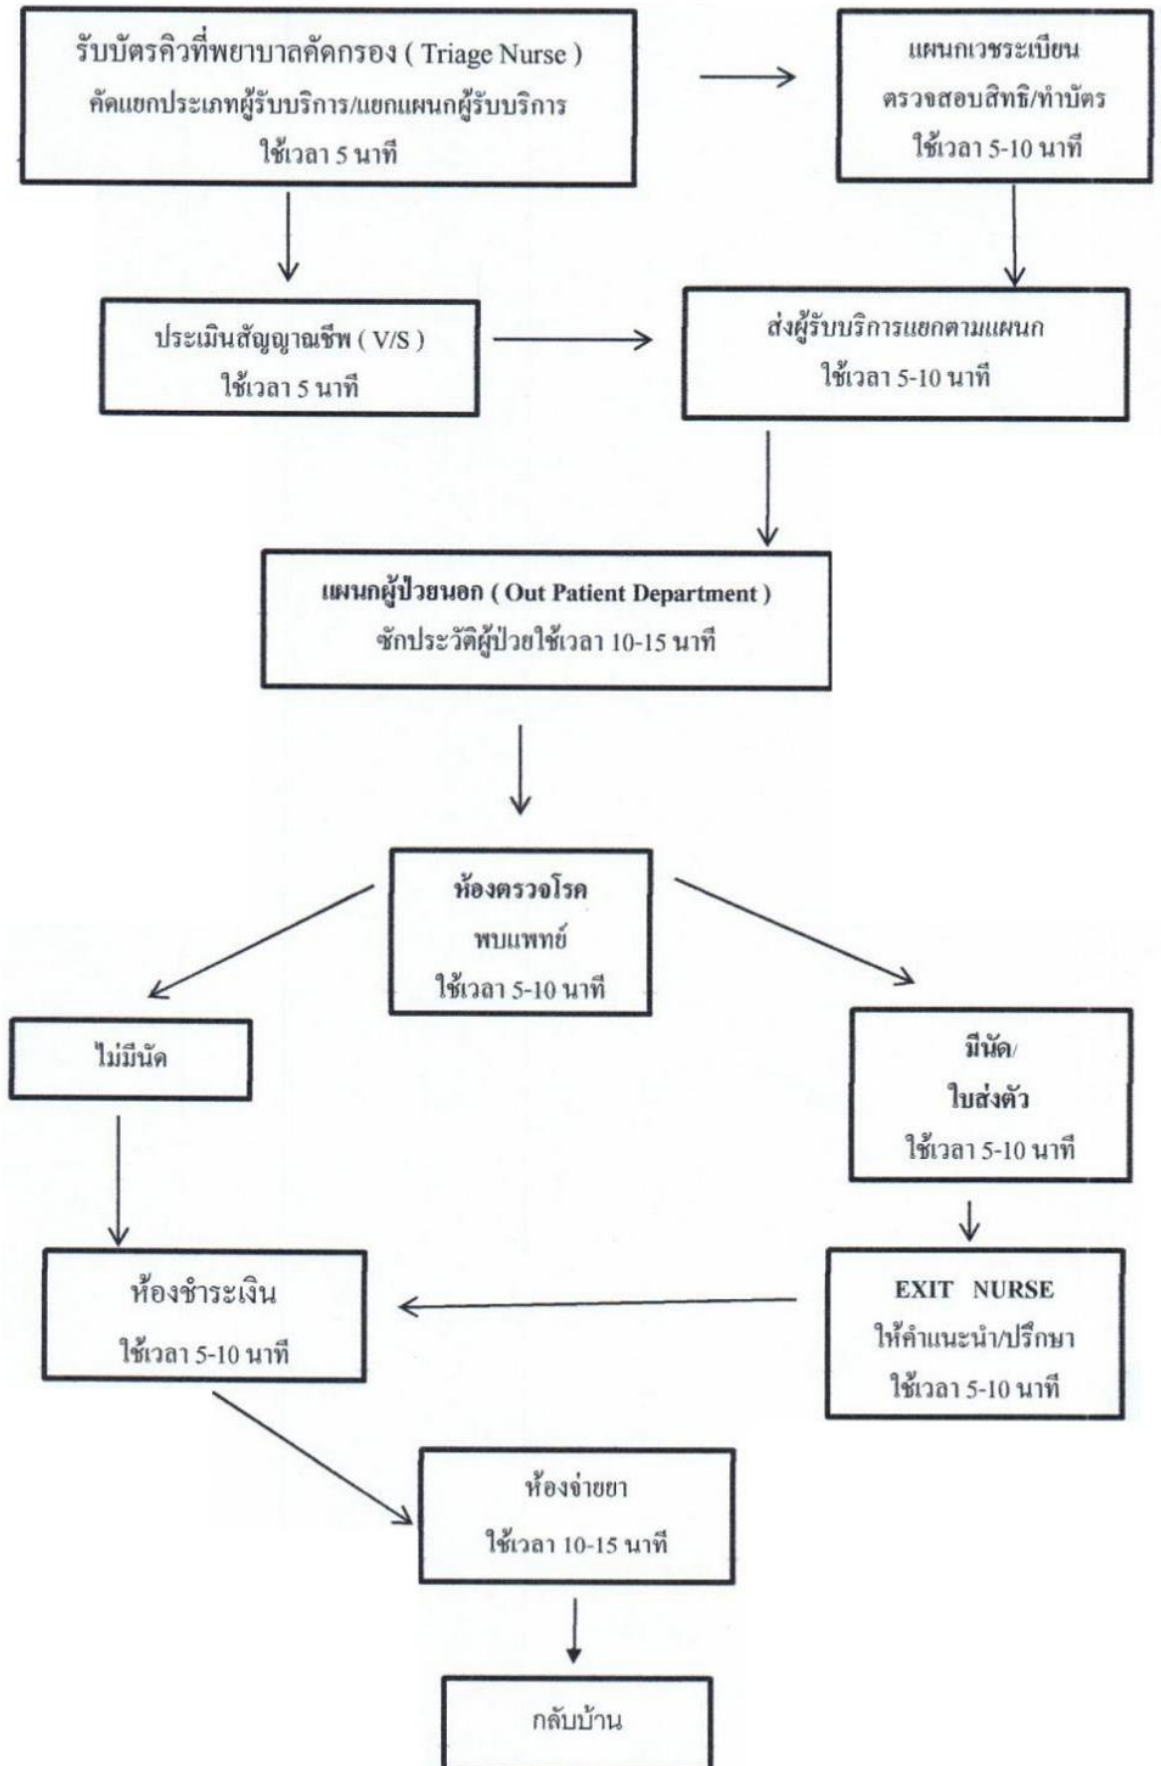 รับบัตรคิวที่พยาบาลคัดกรอง ( Triage Nurse )
คัดแยกประเภทผู้รับบริการ/แยกแผนกผู้รับบริการ
ใช้เวลา 5 นาที
แผนกเวชระเบียน
ตรวจสอบสิทธิ/ทำบัตร
ใช้เวลา 5-10 นาที
ประเมินสัญญาณชีพ ( V/S )
ใช้เวลา 5 นาที
ส่งผู้รับบริการแยกตามแผนก
ใช้เวลา 5-10 นาที
แผนกผู้ป่วยนอก ( Out Patient Department )
ซักประวัติผู้ป่วยใช้เวลา 10-15 นาที
ห้องตรวจโรค
พบแพทย์
ใช้เวลา 5-10 นาที
ไม่มีนัด
มีนัด/
ใบส่งตัว
ใช้เวลา 5-10 นาที
ห้องชำระเงิน
ใช้เวลา 5-10 นาที
EXIT NURSE
ให้คำแนะนำ/ปรึกษา
ใช้เวลา 5-10 นาที
ห้องจ่ายยา
ใช้เวลา 10-15 นาที
กลับบ้าน